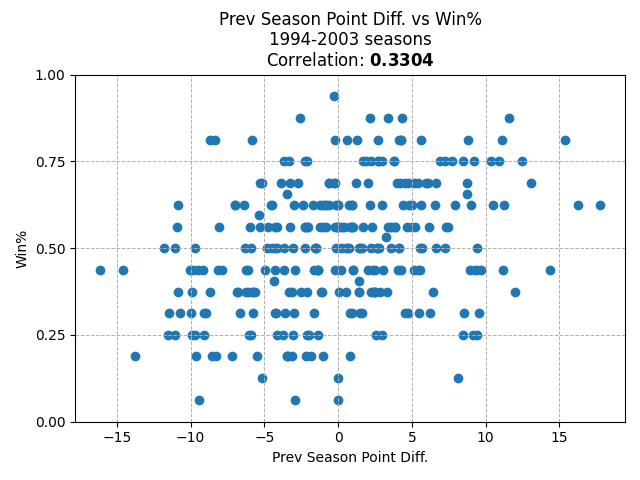 Prev Season Point Diff. vs Win%
1994-2003 seasons
Correlation: 0.3304
1.00
0.75
0.50
0.25
0.00
Win%
−15
−10
−5
0
5
10
15
Prev Season Point Diff.